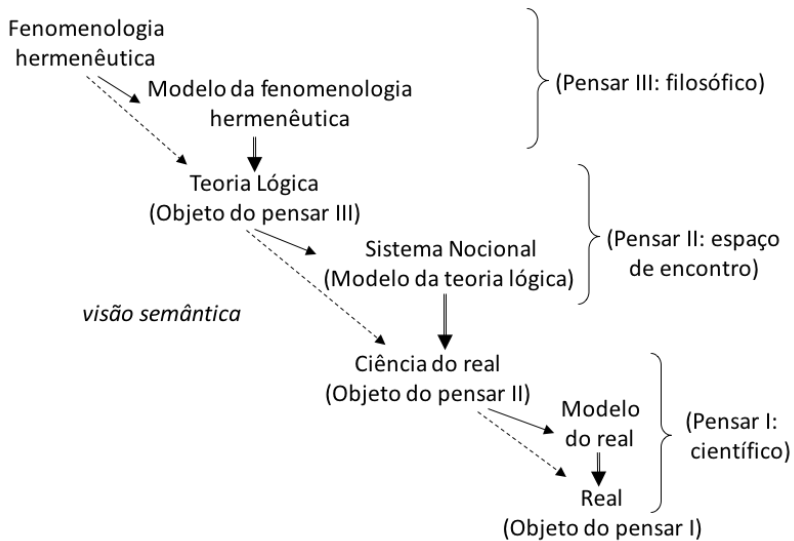 Fenomenologia
hermenêutica
Modelo da fenomenologia
hermenêutica
(Pensar III: filosófico)
Teoria Lógica
(Objeto do pensar III)
Sistema Nocional
(Modelo da teoria lógica)
(Pensar II: espaço
de encontro)
visão semântica
Ciência do real
(Objeto do pensar II)
Modelo
do real
(Pensar I:
científico)
Real
(Objeto do pensar I)